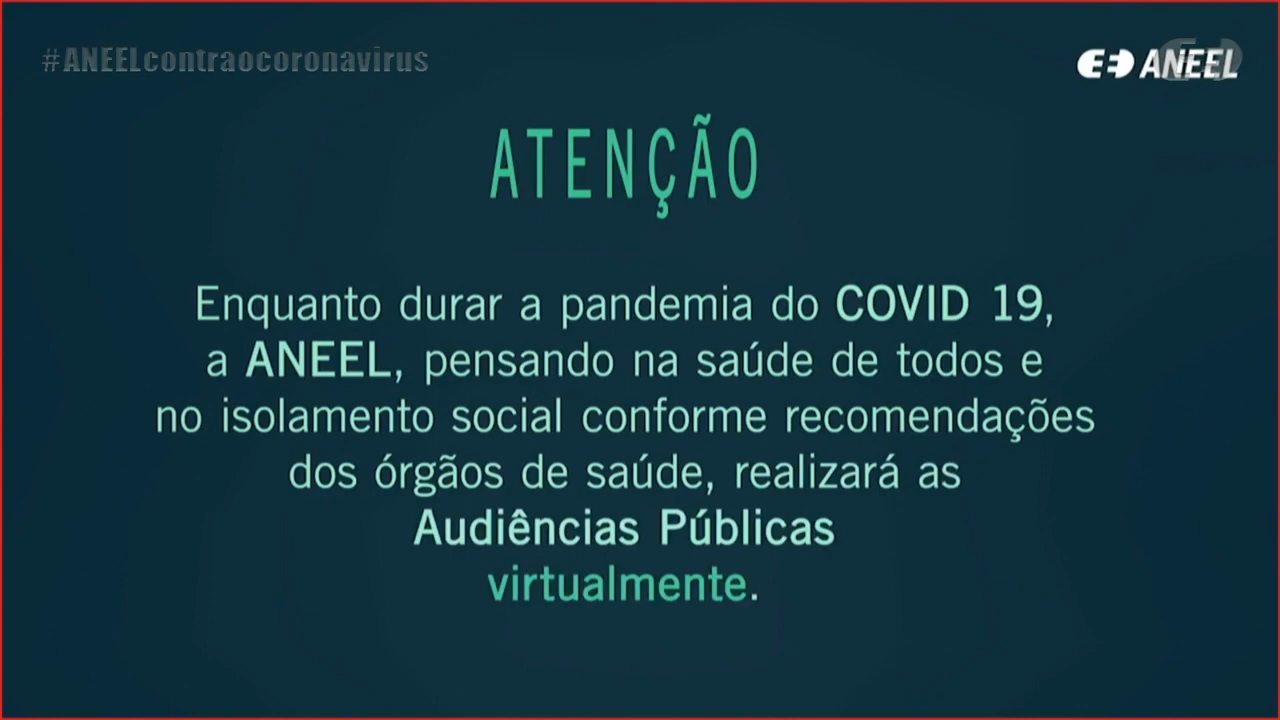 #ANEELcontraocoronavirus
ANEEL
ATENÇÃO
Enquanto durar a pandemia do COVID 19,
a ANEEL, pensando na saúde de todos e
no isolamento social conforme recomendações
dos órgãos de saúde, realizará as
Audiências Públicas
virtualmente.